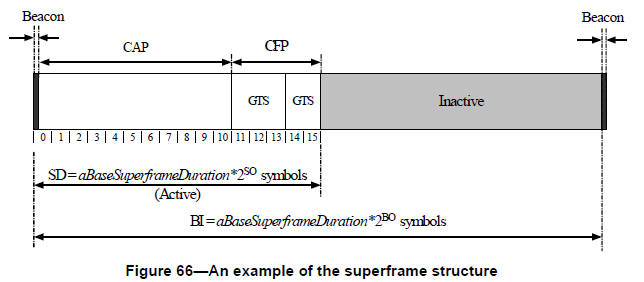 Beacon Beacon
CAP CFP
GTS GTS Inactive
0 1 2 3 4 5 6 7 8 9 10 11 12 13 14 15
SD=aBaseSuperframeDuration*2^SO symbols
(Active)
BI=aBaseSuperframeDuration*2^BO symbols
Figure 66—An example of the superframe structure